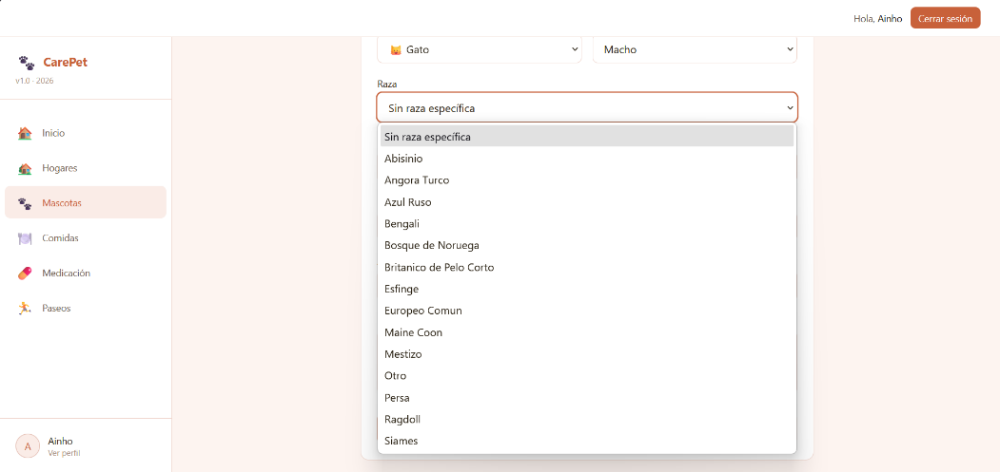 Hola, Ainho
Cerrar sesión
CarePet
v1.0 - 2026
Inicio
Hogares
Mascotas
Comidas
Medicación
Paseos
Ainho
A
Ver perfil
Gato
Macho
Raza
Sin raza específica
Sin raza específica
Abisinio
Angora Turco
Azul Ruso
Bengali
Bosque de Noruega
Britanico de Pelo Corto
Esfinge
Europeo Comun
Maine Coon
Mestizo
Otro
Persa
Ragdoll
Siames